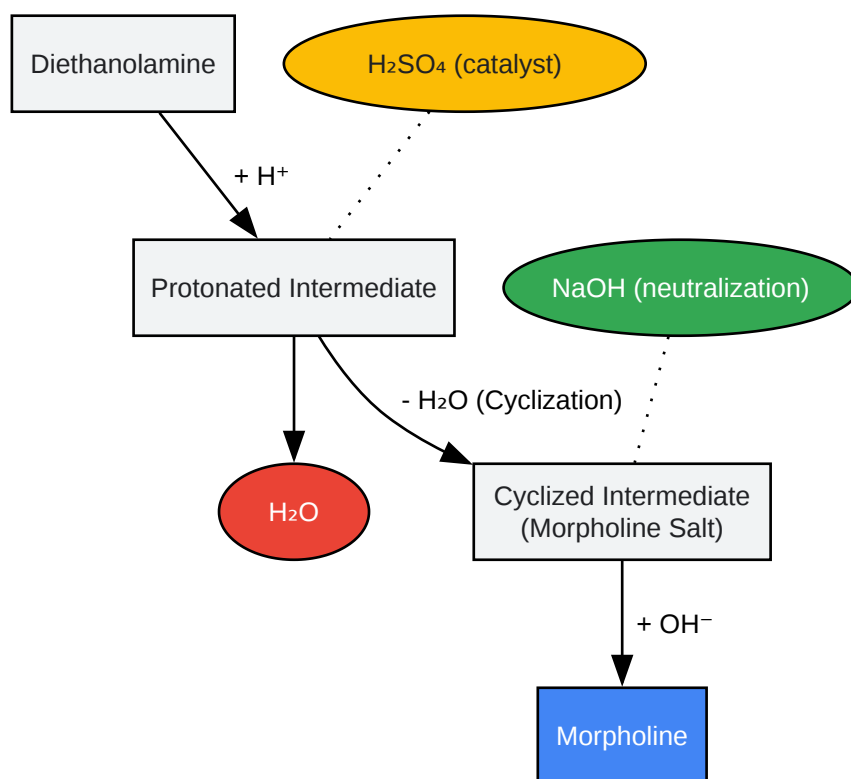 Diethanolamine
H₂SO₄ (catalyst)
+ H⁺
Protonated Intermediate
NaOH (neutralization)
- H₂O (Cyclization)
H₂O
Cyclized Intermediate
(Morpholine Salt)
+ OH⁻
Morpholine